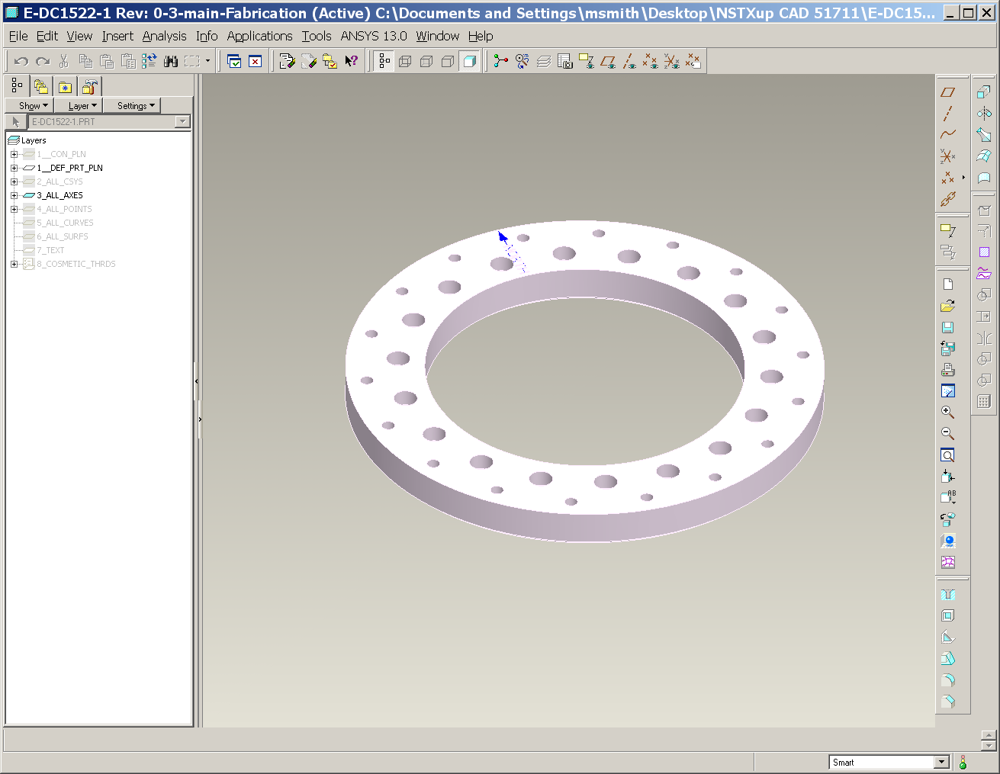 E-DC1522-1 Rev: 0-3-main-Fabrication (Active) C:\Documents and Settings\msmith\Desktop\NSTXup CAD 51711\E-DC15...
File Edit View Insert Analysis Info Applications Tools ANSYS 13.0 Window Help
Show Layer Settings
E-DC1522-1.PRT
Layers
1__CON_PLN
1__DEF_PRT_PLN
2_ALL_CSYS
3_ALL_AXES
4_ALL_POINTS
5_ALL_CURVES
6_ALL_SURFS
7_TEXT
8_COSMETIC_THRDS
AB
Smart